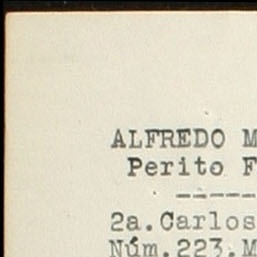 ALFREDO M
Perito F
-----
2a.Carlos
Núm.223.M